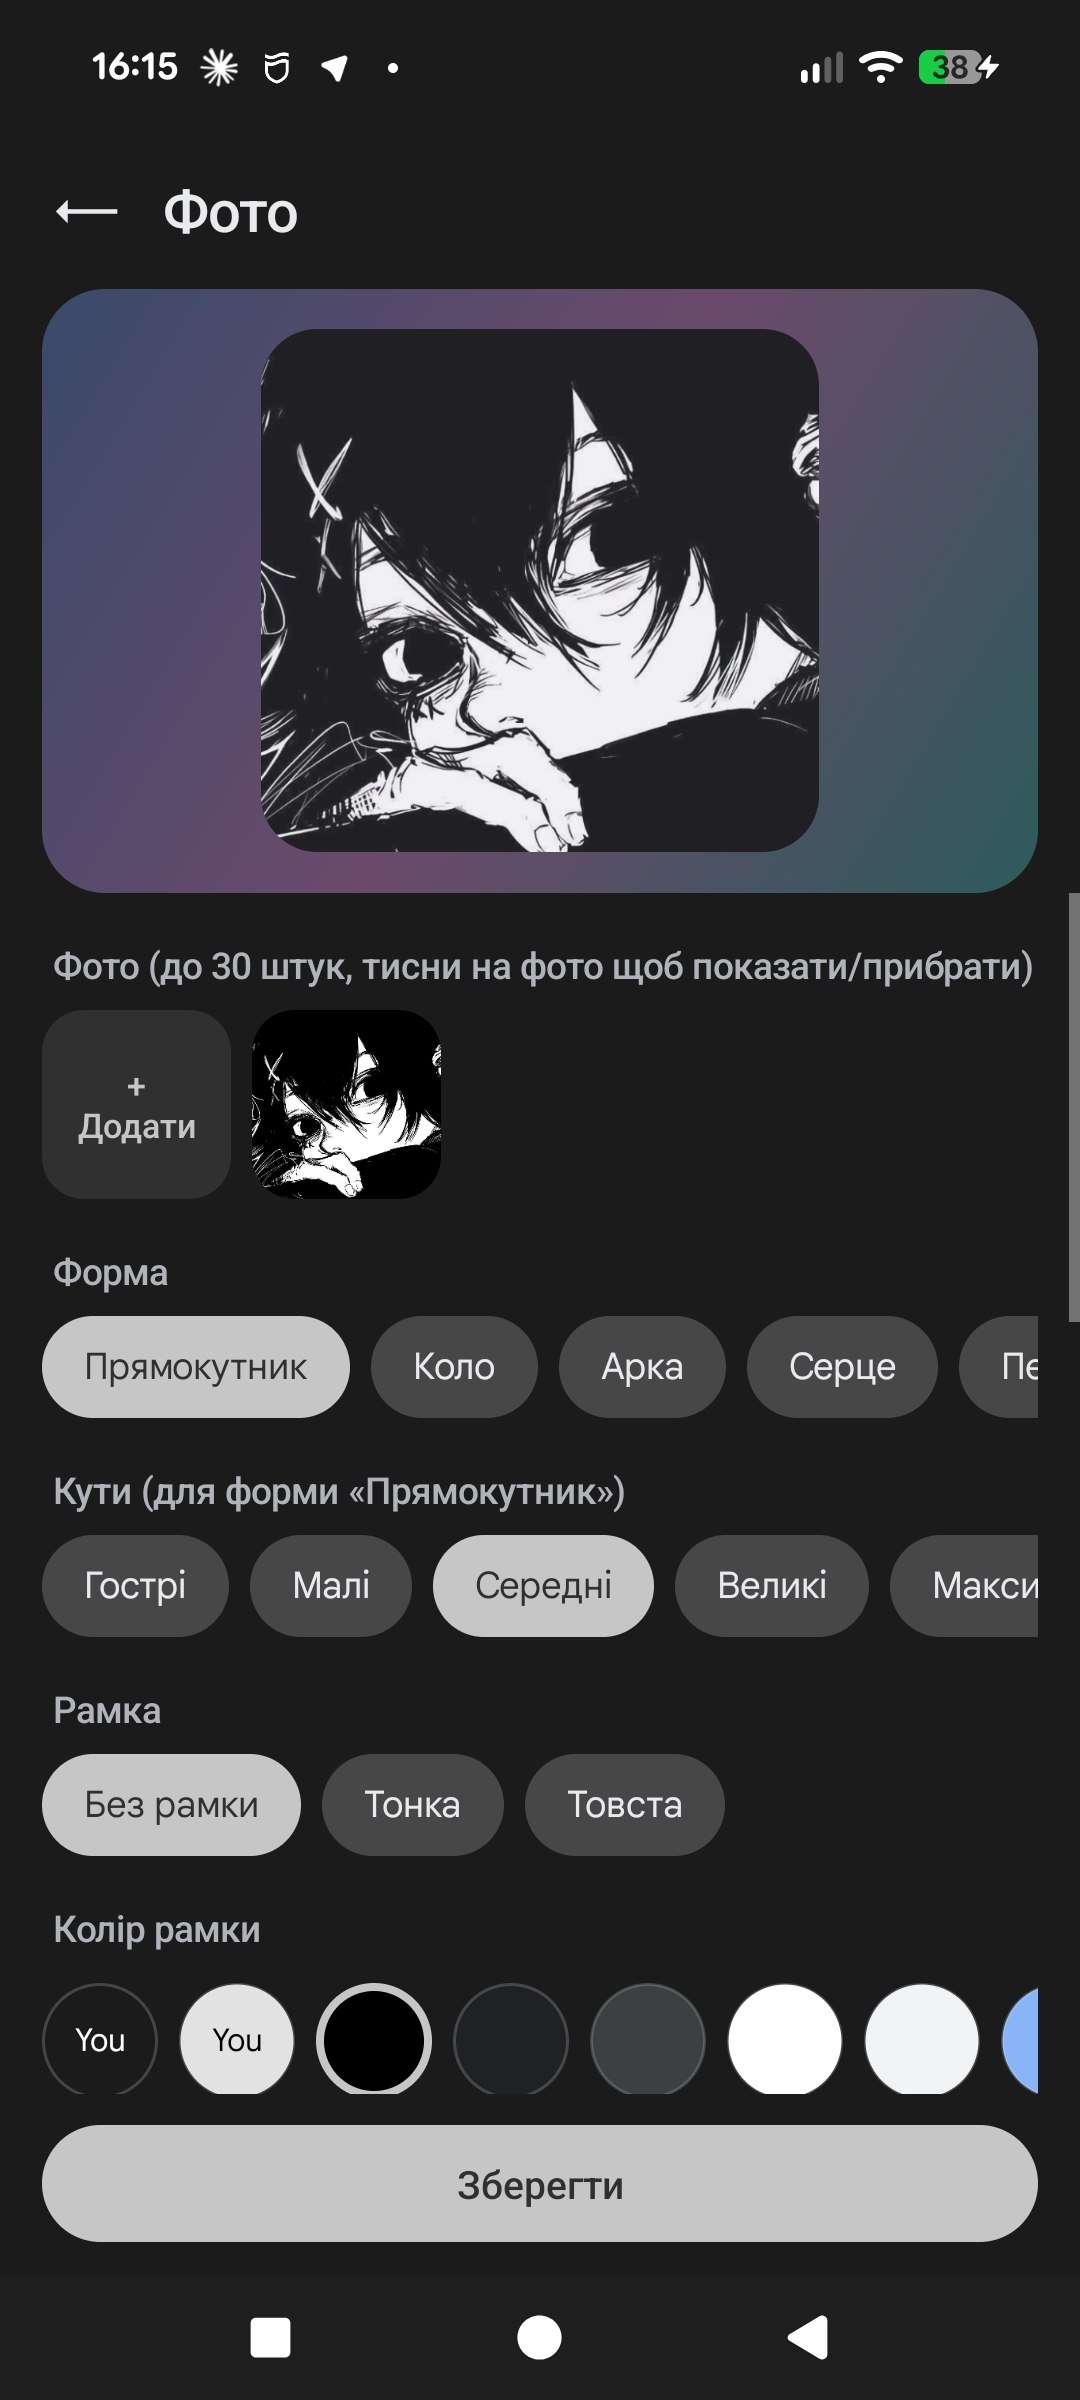 16:15
38
Фото
Фото (до 30 штук, тисни на фото щоб показати/прибрати)
+
Додати
Форма
Прямокутник Коло Арка Серце Пе
Кути (для форми «Прямокутник»)
Гострі Малі Середні Великі Макси
Рамка
Без рамки Тонка Товста
Колір рамки
You You
Зберегти